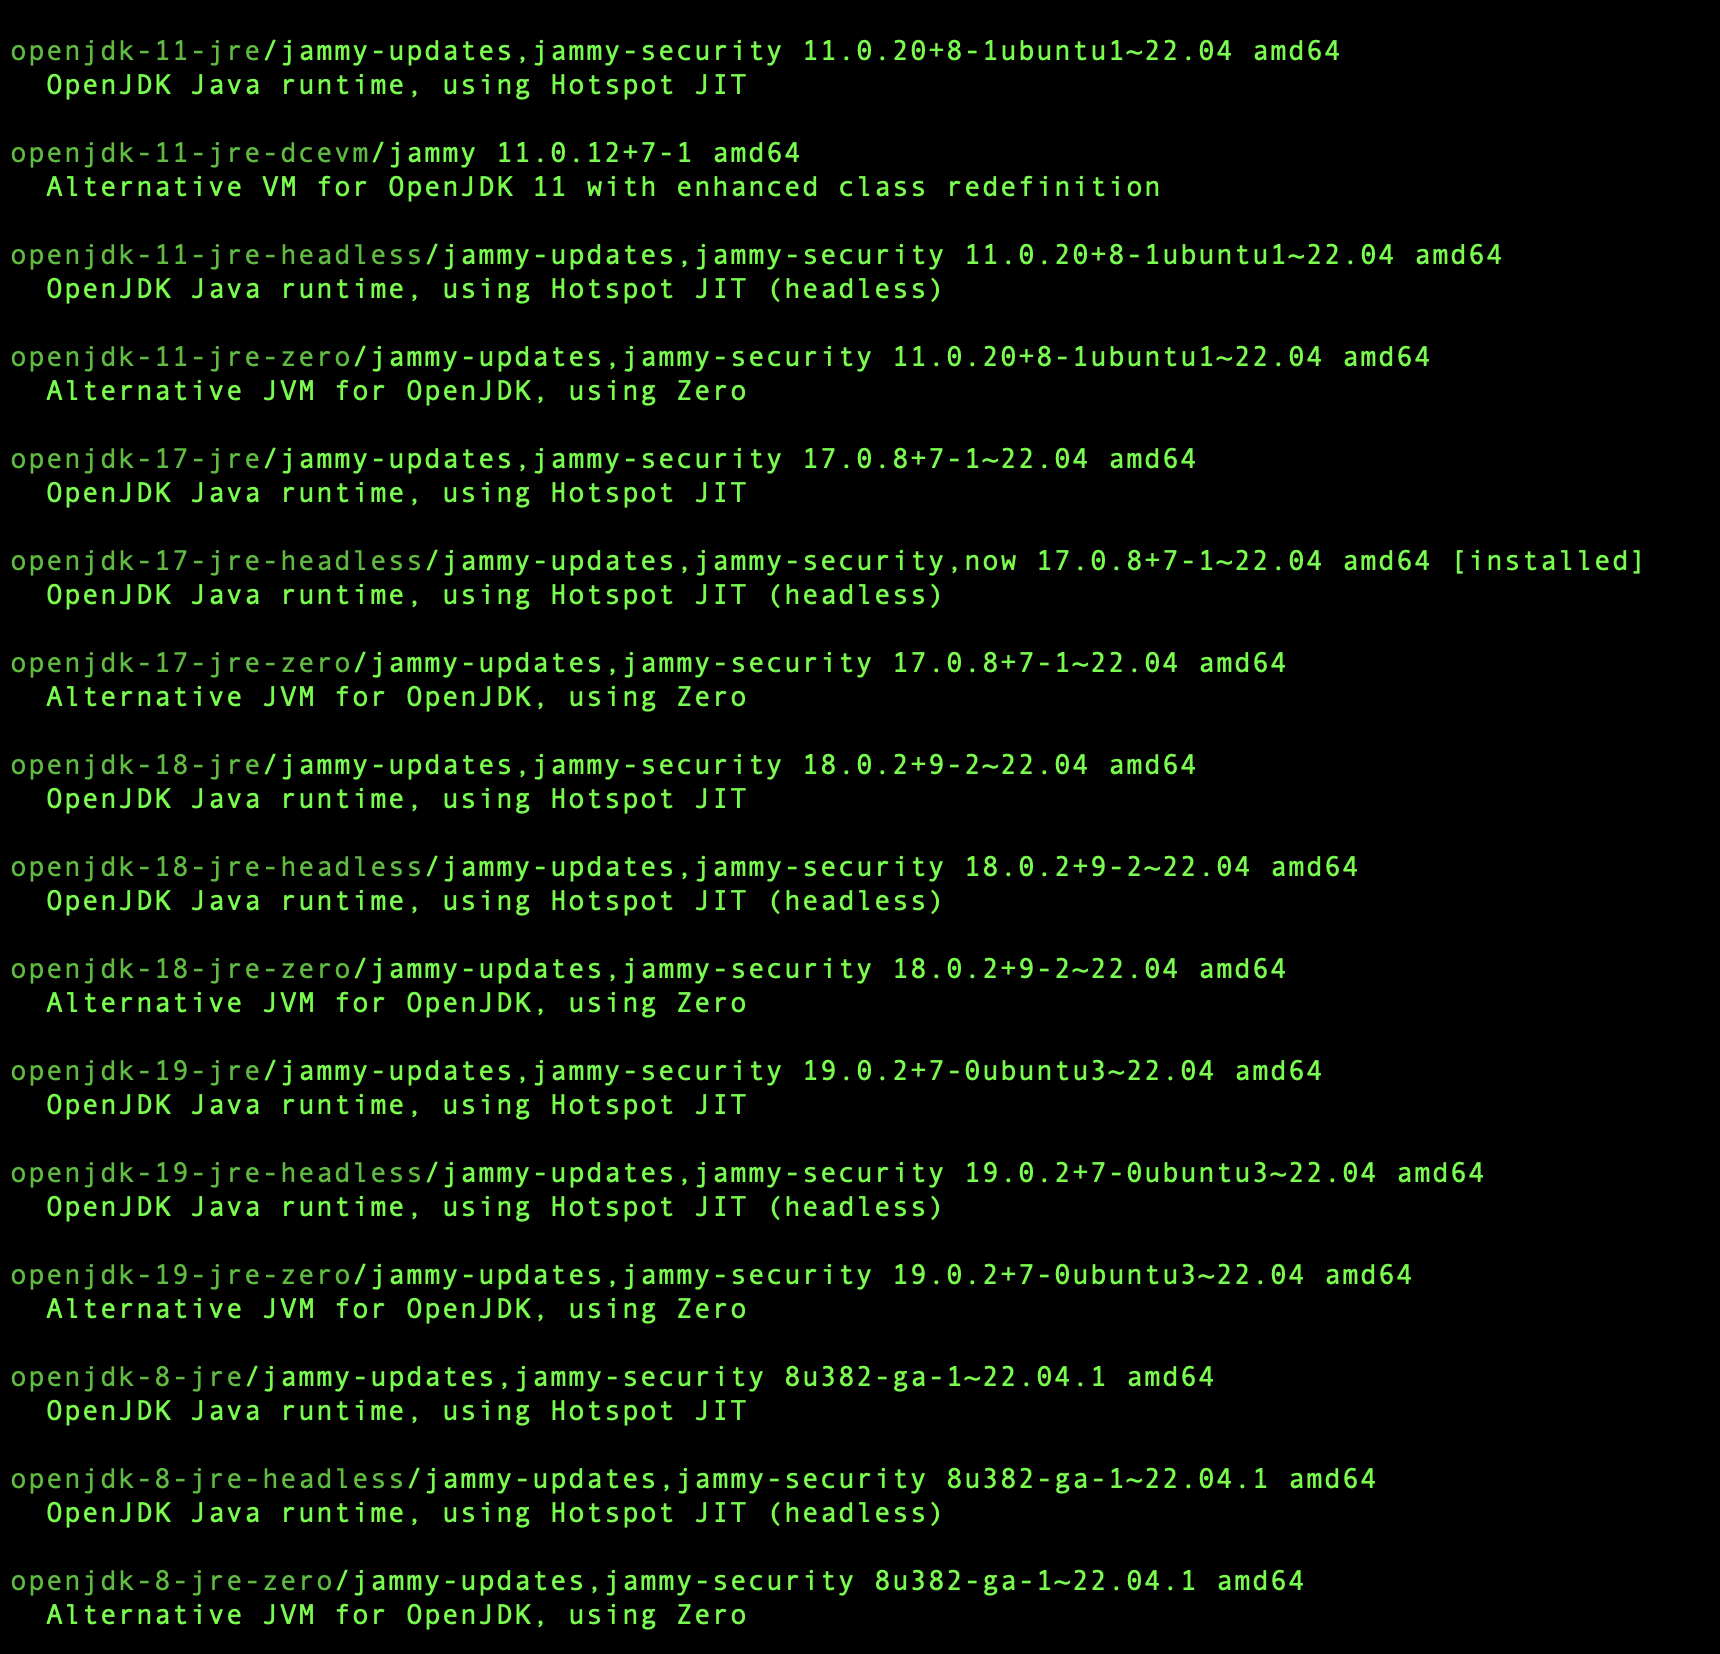 openjdk-11-jre/jammy-updates,jammy-security 11.0.20+8-1ubuntu1~22.04 amd64
  OpenJDK Java runtime, using Hotspot JIT

openjdk-11-jre-dcevm/jammy 11.0.12+7-1 amd64
  Alternative VM for OpenJDK 11 with enhanced class redefinition

openjdk-11-jre-headless/jammy-updates,jammy-security 11.0.20+8-1ubuntu1~22.04 amd64
  OpenJDK Java runtime, using Hotspot JIT (headless)

openjdk-11-jre-zero/jammy-updates,jammy-security 11.0.20+8-1ubuntu1~22.04 amd64
  Alternative JVM for OpenJDK, using Zero

openjdk-17-jre/jammy-updates,jammy-security 17.0.8+7-1~22.04 amd64
  OpenJDK Java runtime, using Hotspot JIT

openjdk-17-jre-headless/jammy-updates,jammy-security,now 17.0.8+7-1~22.04 amd64 [installed]
  OpenJDK Java runtime, using Hotspot JIT (headless)

openjdk-17-jre-zero/jammy-updates,jammy-security 17.0.8+7-1~22.04 amd64
  Alternative JVM for OpenJDK, using Zero

openjdk-18-jre/jammy-updates,jammy-security 18.0.2+9-2~22.04 amd64
  OpenJDK Java runtime, using Hotspot JIT

openjdk-18-jre-headless/jammy-updates,jammy-security 18.0.2+9-2~22.04 amd64
  OpenJDK Java runtime, using Hotspot JIT (headless)

openjdk-18-jre-zero/jammy-updates,jammy-security 18.0.2+9-2~22.04 amd64
  Alternative JVM for OpenJDK, using Zero

openjdk-19-jre/jammy-updates,jammy-security 19.0.2+7-0ubuntu3~22.04 amd64
  OpenJDK Java runtime, using Hotspot JIT

openjdk-19-jre-headless/jammy-updates,jammy-security 19.0.2+7-0ubuntu3~22.04 amd64
  OpenJDK Java runtime, using Hotspot JIT (headless)

openjdk-19-jre-zero/jammy-updates,jammy-security 19.0.2+7-0ubuntu3~22.04 amd64
  Alternative JVM for OpenJDK, using Zero

openjdk-8-jre/jammy-updates,jammy-security 8u382-ga-1~22.04.1 amd64
  OpenJDK Java runtime, using Hotspot JIT

openjdk-8-jre-headless/jammy-updates,jammy-security 8u382-ga-1~22.04.1 amd64
  OpenJDK Java runtime, using Hotspot JIT (headless)

openjdk-8-jre-zero/jammy-updates,jammy-security 8u382-ga-1~22.04.1 amd64
  Alternative JVM for OpenJDK, using Zero